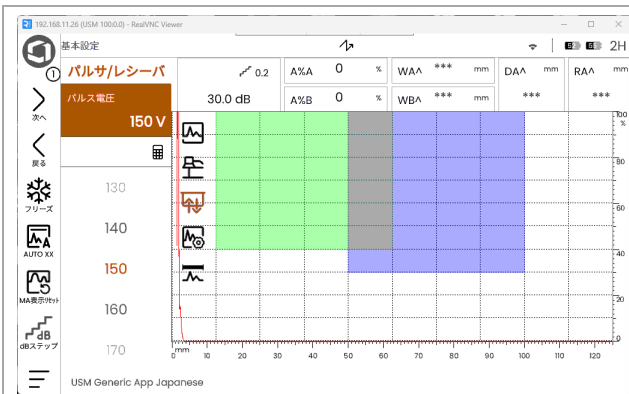 192.168.11.26 (USM 100:0.0) - RealVNC Viewer
基本設定
2H
1
パルサ/レシーバ
0.2
A%A 0 %
WA^ *** mm
DA^ mm
RA^ mm
パルス電圧
30.0 dB
A%B 0 %
WB^ *** mm
***
***
150 V
次へ
戻る
フリーズ
AUTO XX
MA表示リセット
dB
dBステップ
130
140
150
160
170
100
%
80
60
40
20
0
mm
0 10 20 30 40 50 60 70 80 90 100 110 120
USM Generic App Japanese